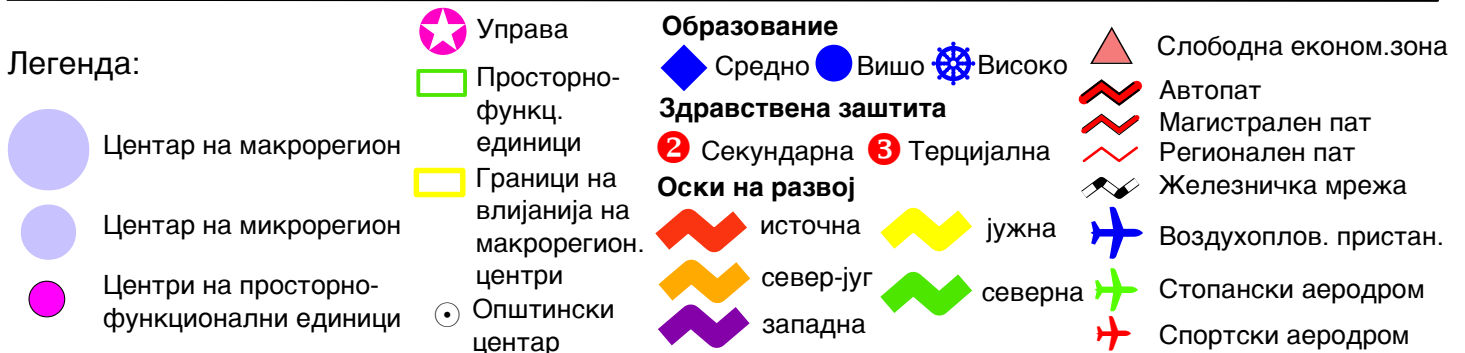 Легенда:
Центар на макрорегион
Центар на микрорегион
Центри на просторно-
функционални единици
Управа
Просторно-
функц.
единици
Граници на
влијанија на
макрорегион.
центри
Општински
центар
Образование
Средно Вишо Високо
Здравствена заштита
2 Секундарна 3 Терцијална
Оски на развој
источна јужна
север-југ северна
западна
Слободна економ.зона
Автопат
Магистрален пат
Регионален пат
Железничка мрежа
Воздухоплов. пристан.
Стопански аеродром
Спортски аеродром